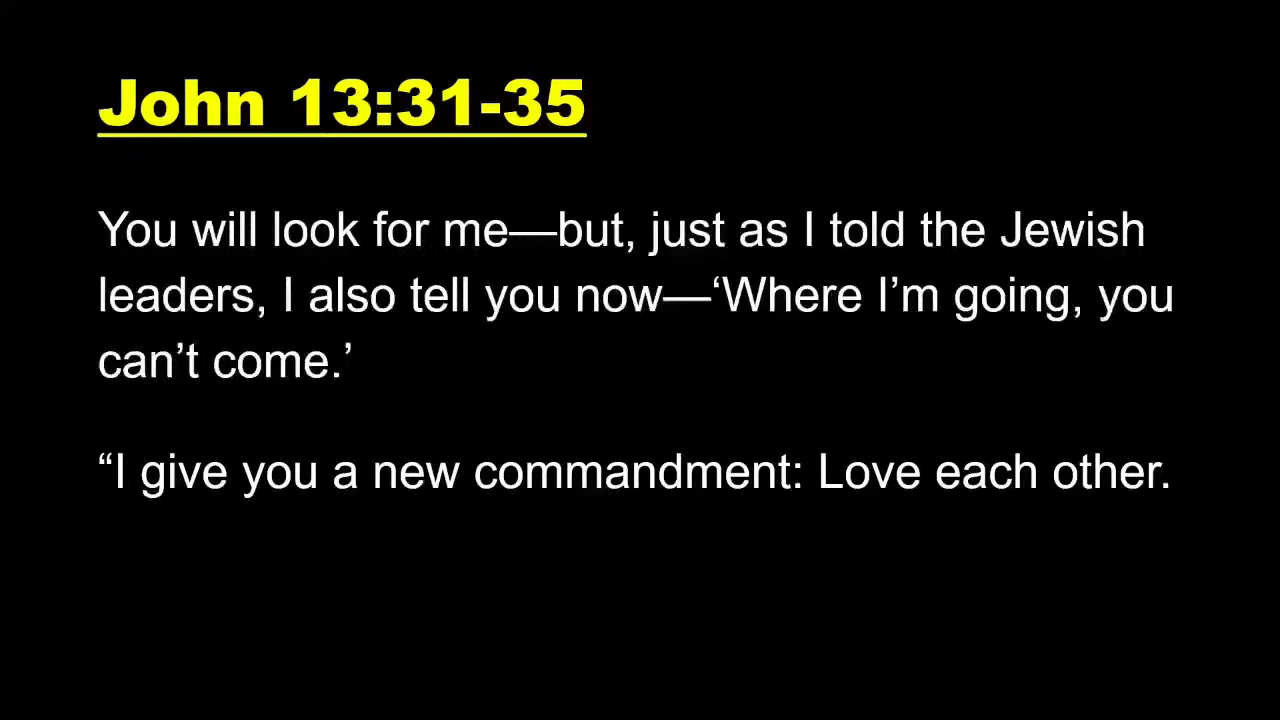 John 13:31-35
You will look for me—but, just as I told the Jewish
leaders, I also tell you now—‘Where I’m going, you
can’t come.’
“I give you a new commandment: Love each other.